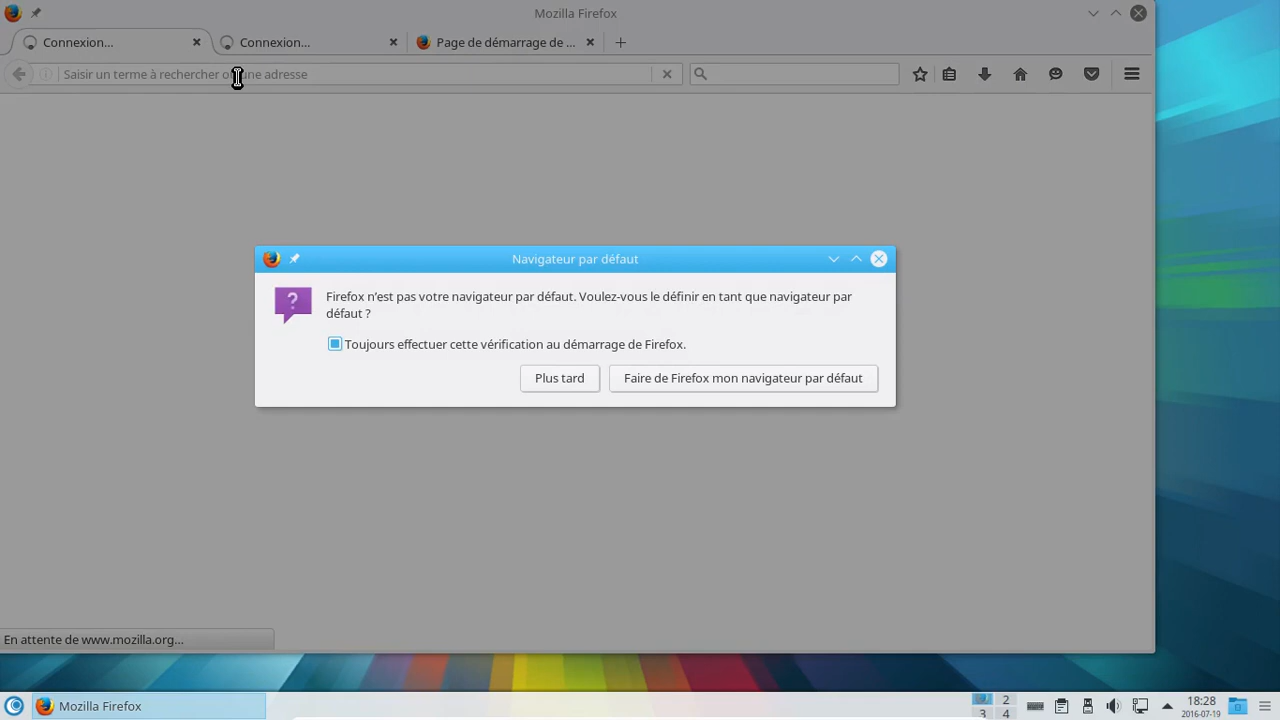 Mozilla Firefox
Connexion... Connexion... Page de démarrage de ...
Saisir un terme à rechercher ou une adresse
Navigateur par défaut
Firefox n'est pas votre navigateur par défaut. Voulez-vous le définir en tant que navigateur par
défaut ?
Toujours effectuer cette vérification au démarrage de Firefox.
Plus tard Faire de Firefox mon navigateur par défaut
En attente de www.mozilla.org...
Mozilla Firefox 2 3 4 18:28
2016-07-19